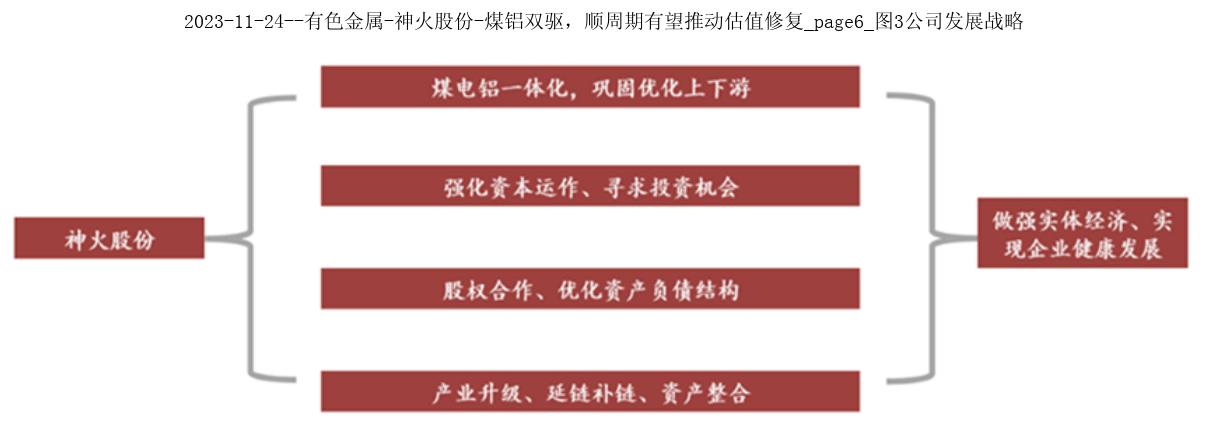 2023-11-24--有色金属-神火股份-煤铝双驱，顺周期有望推动估值修复_page6_图3公司发展战略
煤电铝一体化，巩固优化上下游
强化资本运作、寻求投资机会
神火股份
做强实体经济、实
现企业健康发展
股权合作、优化资产负债结构
产业升级、延链补链、资产整合